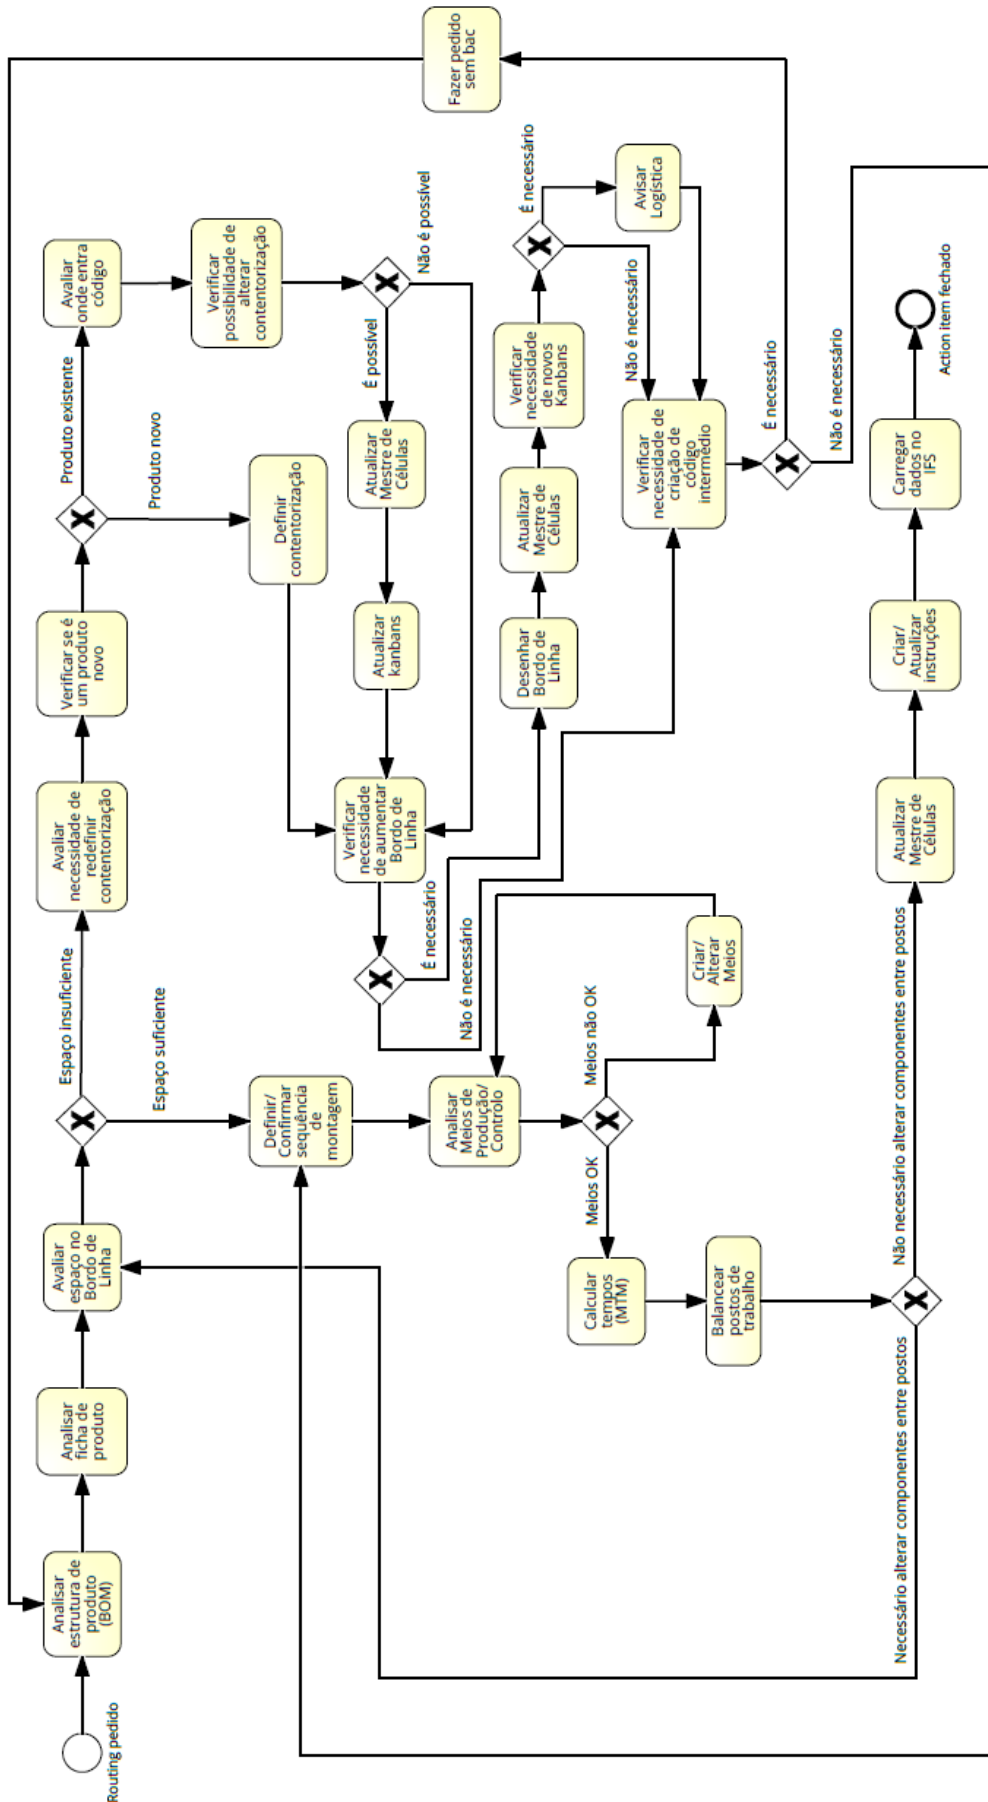 Routing pedido
Analisar
estrutura de
produto
(BOM)
Analisar
ficha de
produto
Avaliar
espaço no
Bordo de
Linha
Espaço insuficiente
Espaço suficiente
Avaliar
necessidade de
redefinir
contentorização
Verificar se é
um produto
novo
Produto existente
Produto novo
Avaliar
onde entra
código
Verificar
possibilidade de
alterar
contentorização
Não é possível
É possível
Definir
contentorização
Atualizar
Mestre de
Células
Atualizar
kanbans
Verificar
necessidade
de aumentar
Bordo de
Linha
É necessário
Não é necessário
Desenhar
Bordo de
Linha
Atualizar
Mestre de
Células
Verificar
necessidade
de novos
Kanbans
É necessário
Não é necessário
Avisar
Logística
Verificar
necessidade de
criação de
código
intermédio
É necessário
Não é necessário
Fazer pedido
sem bac
Definir/
Confirmar
sequência
de
montagem
Analisar
Meios de
Produção/
Controlo
Meios OK
Meios não OK
Criar/
Alterar
Meios
Calcular
tempos
(MTM)
Balancear
postos de
trabalho
Necessário alterar componentes entre postos
Não necessário alterar componentes entre postos
Atualizar
Mestre de
Células
Criar/
Atualizar
instruções
Carregar
dados no
IFS
Action item fechado